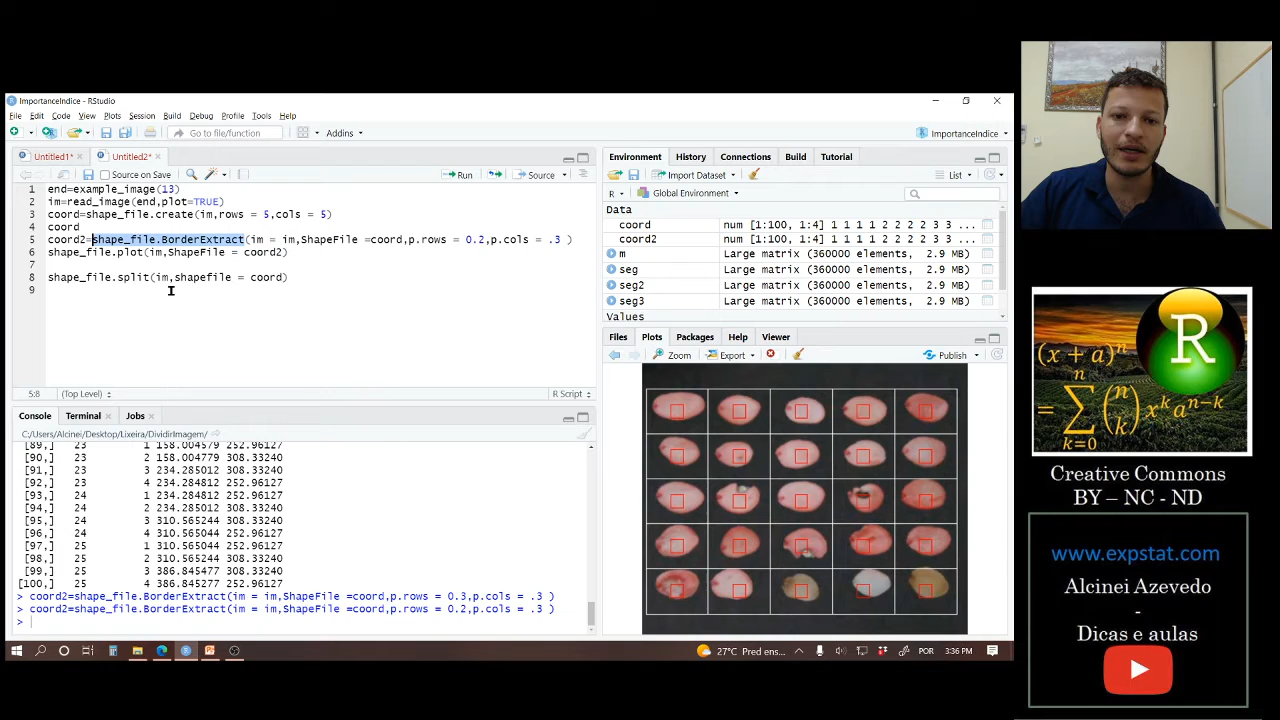 ImportanceIndice - RStudio
File Edit Code View Plots Session Build Debug Profile Tools Help
Go to file/function Addins ImportanceIndice
Untitled1* Untitled2*
Source on Save Run Source
1 end=example_image(13)
2 im=read_image(end,plot=TRUE)
3 coord=shape_file.create(im,rows = 5,cols = 5)
4 coord
5 coord2=shape_file.BorderExtract(im = im,ShapeFile =coord,p.rows = 0.2,p.cols = .3 )
6 shape_file.plot(im,ShapeFile = coord2)
7
8 shape_file.split(im,shapefile = coord)
9
5:8 (Top Level) R Script
Console Terminal Jobs
C:/Users/Alcinei/Desktop/Lixeira/DividirImagem/
[89,] 23 1 158.004579 252.96127
[90,] 23 2 158.004779 308.33240
[91,] 23 3 234.285012 308.33240
[92,] 23 4 234.284812 252.96127
[93,] 24 1 234.284812 252.96127
[94,] 24 2 234.285012 308.33240
[95,] 24 3 310.565244 308.33240
[96,] 24 4 310.565044 252.96127
[97,] 25 1 310.565044 252.96127
[98,] 25 2 310.565244 308.33240
[99,] 25 3 386.845477 308.33240
[100,] 25 4 386.845277 252.96127
> coord2=shape_file.BorderExtract(im = im,ShapeFile =coord,p.rows = 0.3,p.cols = .3 )
> coord2=shape_file.BorderExtract(im = im,ShapeFile =coord,p.rows = 0.2,p.cols = .3 )
>
Environment History Connections Build Tutorial
Import Dataset List
R Global Environment
Data
coord num [1:100, 1:4] 1 1 1 1 2 2 2 2 3 3 ...
coord2 num [1:100, 1:4] 1 1 1 1 2 2 2 2 3 3 ...
m Large matrix (360000 elements, 2.9 MB)
seg Large matrix (360000 elements, 2.9 MB)
seg2 Large matrix (360000 elements, 2.9 MB)
seg3 Large matrix (360000 elements, 2.9 MB)
Values
Files Plots Packages Help Viewer
Zoom Export Publish
27°C Pred ens... POR 3:36 PM
R
(x + a)ⁿ
= ∑ₖ₌₀ⁿ (n k) xᵏaⁿ⁻ᵏ
Creative Commons
BY – NC - ND
www.expstat.com
Alcinei Azevedo
-
Dicas e aulas